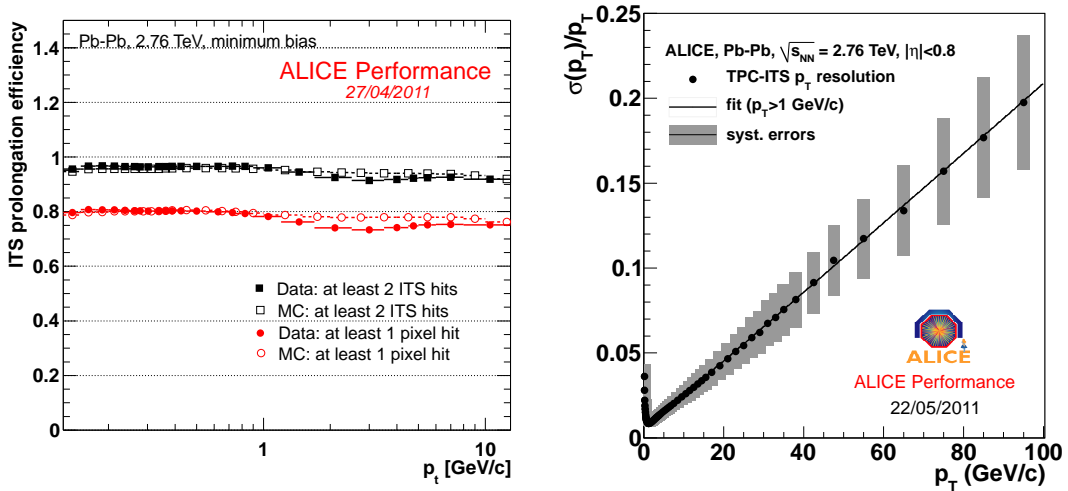 Pb-Pb, 2.76 TeV, minimum bias
ALICE Performance
27/04/2011
ITS prolongation efficiency
1.4
1.2
1
0.8
0.6
0.4
0.2
0
Data: at least 2 ITS hits
MC: at least 2 ITS hits
Data: at least 1 pixel hit
MC: at least 1 pixel hit
1
10
p_t [GeV/c]
σ(p_T)/p_T
0.25
0.2
0.15
0.1
0.05
0
ALICE, Pb-Pb, √s_NN = 2.76 TeV, |η|<0.8
TPC-ITS p_T resolution
fit (p_T>1 GeV/c)
syst. errors
ALICE
ALICE Performance
22/05/2011
0 20 40 60 80 100
p_T (GeV/c)